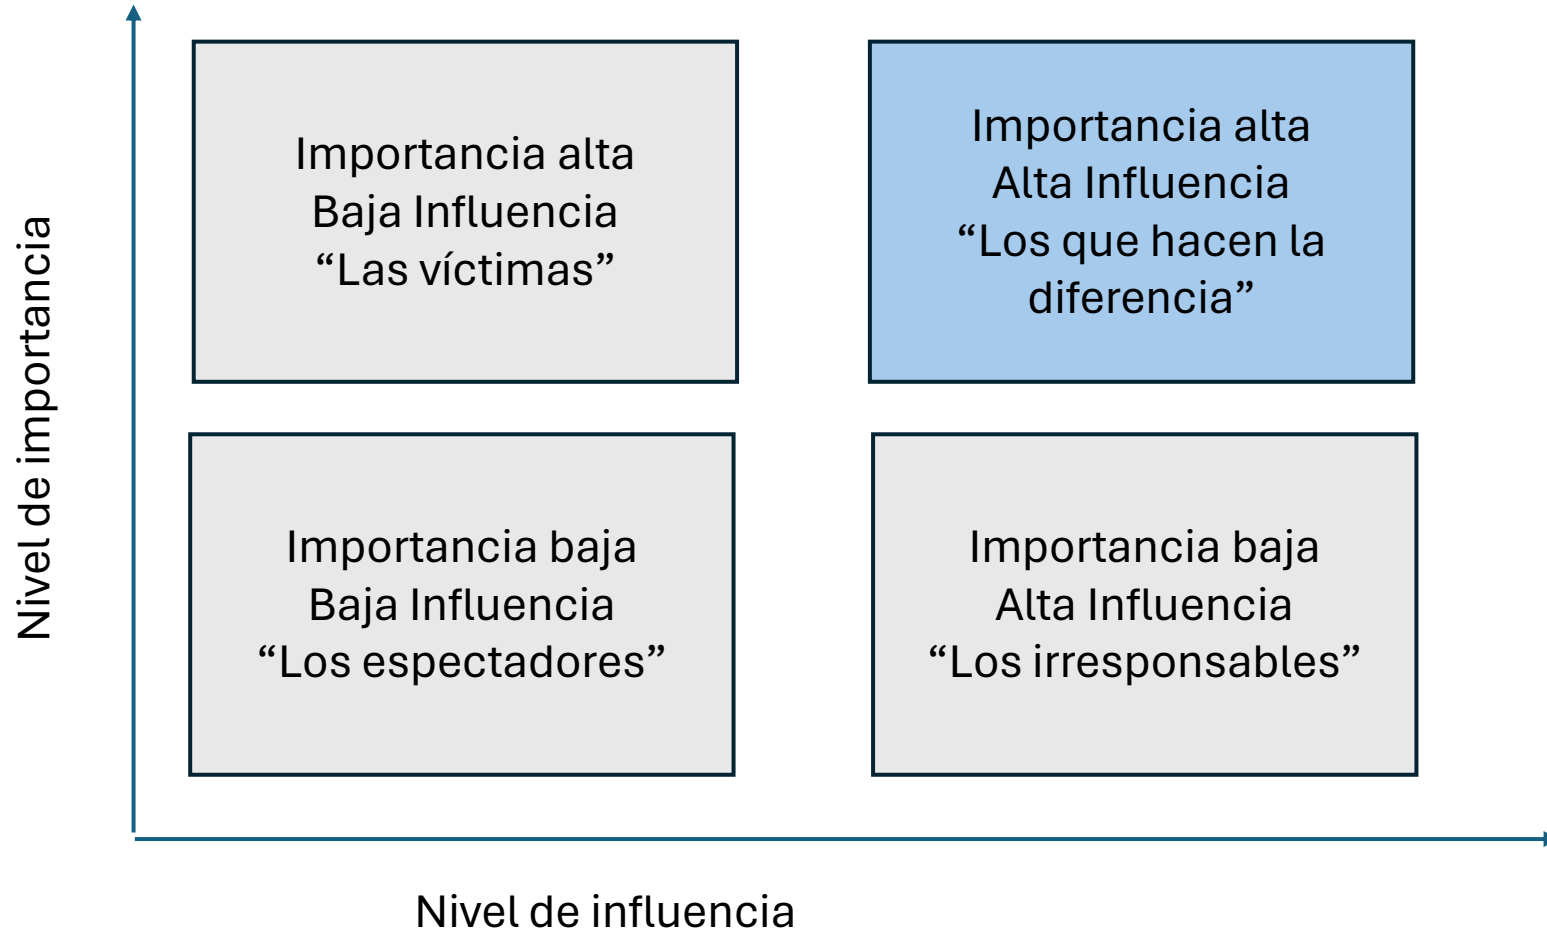 Nivel de importancia
Importancia alta
Baja Influencia
“Las víctimas”
Importancia alta
Alta Influencia
“Los que hacen la
diferencia”
Importancia baja
Baja Influencia
“Los espectadores”
Importancia baja
Alta Influencia
“Los irresponsables”
Nivel de influencia